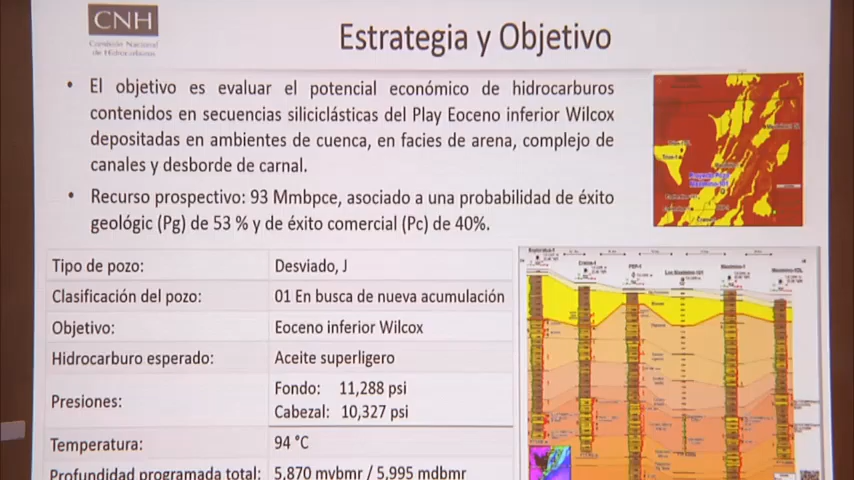 CNH
Comisión Nacional
de Hidrocarburos
Estrategia y Objetivo
• El objetivo es evaluar el potencial económico de hidrocarburos
contenidos en secuencias siliciclásticas del Play Eoceno inferior Wilcox
depositadas en ambientes de cuenca, en facies de arena, complejo de
canales y desborde de carnal.
• Recurso prospectivo: 93 Mmbpce, asociado a una probabilidad de éxito
geológic (Pg) de 53 % y de éxito comercial (Pc) de 40%.
Tipo de pozo: Desviado, J
Clasificación del pozo: 01 En busca de nueva acumulación
Objetivo: Eoceno inferior Wilcox
Hidrocarburo esperado: Aceite superligero
Presiones: Fondo: 11,288 psi
Cabezal: 10,327 psi
Temperatura: 94 °C
Profundidad programada total: 5,870 mvbmr / 5,995 mdbmr